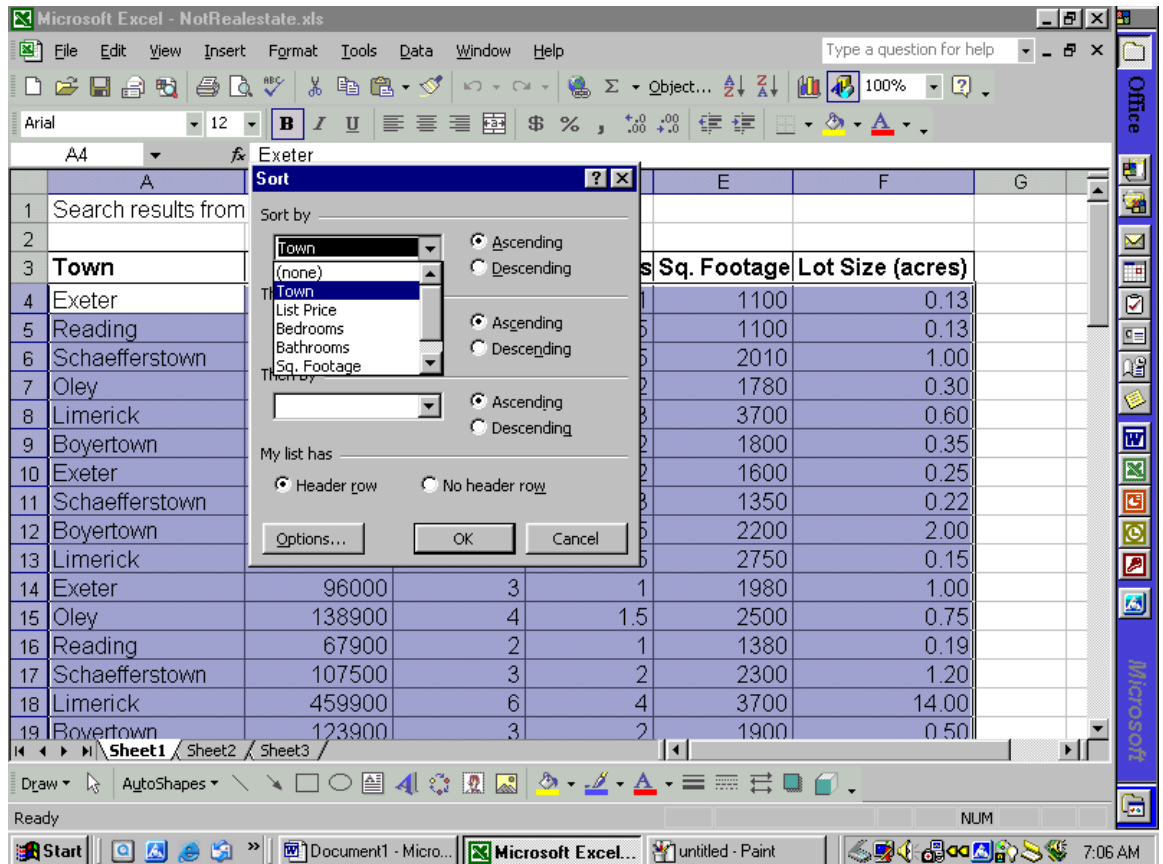 Microsoft Excel - NotRealestate.xls
File Edit View Insert Format Tools Data Window Help Type a question for help
ABC Σ Object... 100%
Arial 12 B I U $ % ,
A4 fx Exeter
A E F G
1 Search results from
2
3 Town s Sq. Footage Lot Size (acres)
4 Exeter 1100 0.13
5 Reading 1100 0.13
6 Schaefferstown 2010 1.00
7 Oley 1780 0.30
8 Limerick 3700 0.60
9 Boyertown 1800 0.35
10 Exeter 1600 0.25
11 Schaefferstown 1350 0.22
12 Boyertown 2200 2.00
13 Limerick 2750 0.15
14 Exeter 96000 3 1 1980 1.00
15 Oley 138900 4 1.5 2500 0.75
16 Reading 67900 2 1 1380 0.19
17 Schaefferstown 107500 3 2 2300 1.20
18 Limerick 459900 6 4 3700 14.00
19 Boyertown 123900 3 2 1900 0.50
Sort
Sort by
Town
Ascending
Descending
(none)
Town
List Price
Bedrooms
Bathrooms
Sq. Footage
Ascending
Descending
Then by
Ascending
Descending
My list has
Header row No header row
Options... OK Cancel
Sheet1 Sheet2 Sheet3
Draw AutoShapes
Ready NUM
Start Document1 - Micro... Microsoft Excel... untitled - Paint 7:06 AM
Office
Microsoft